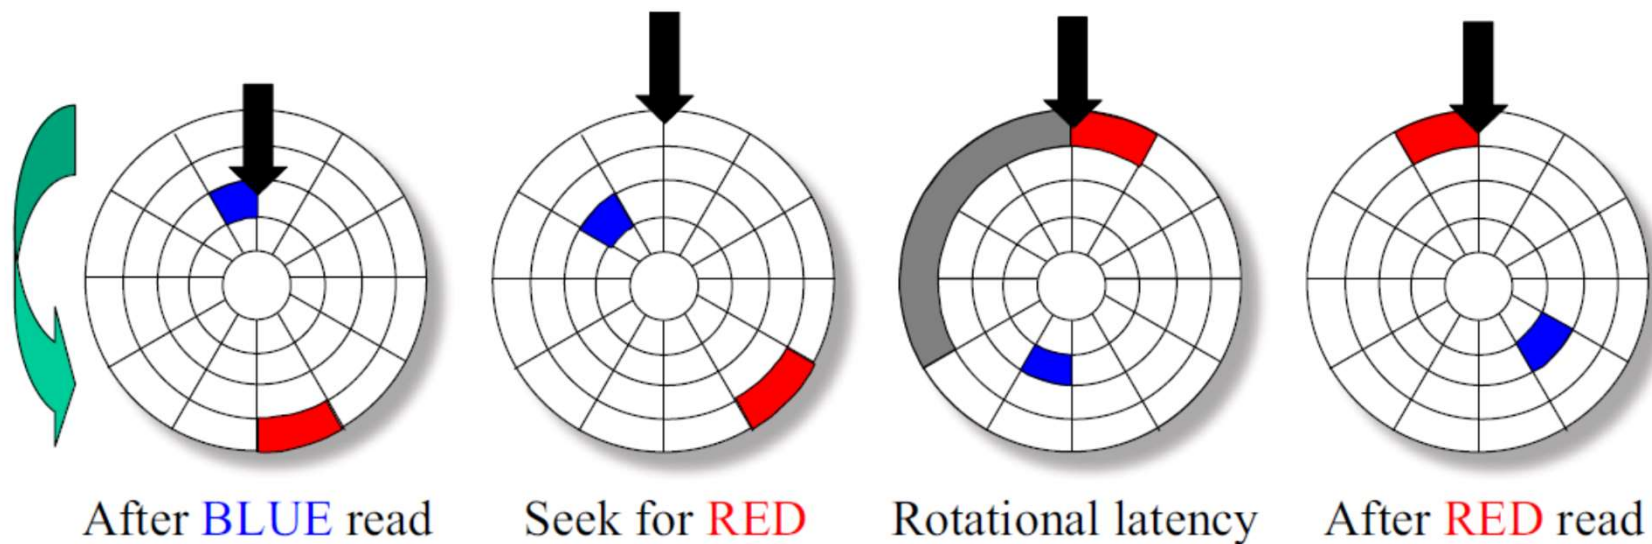 After BLUE read
Seek for RED
Rotational latency
After RED read